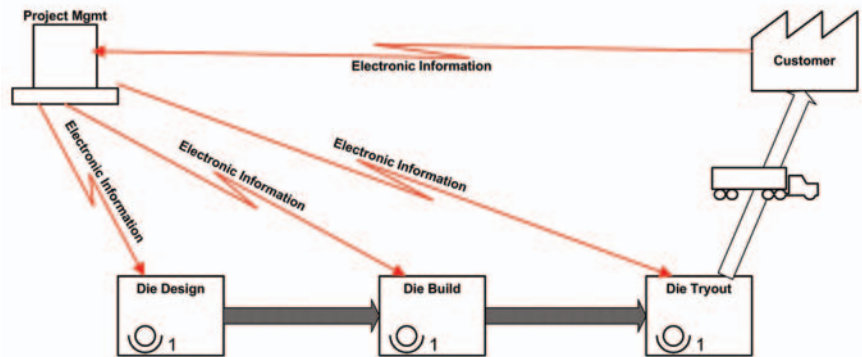 Project Mgmt
Electronic Information
Customer
Electronic Information
Electronic Information
Electronic Information
Die Design
1
Die Build
1
Die Tryout
1